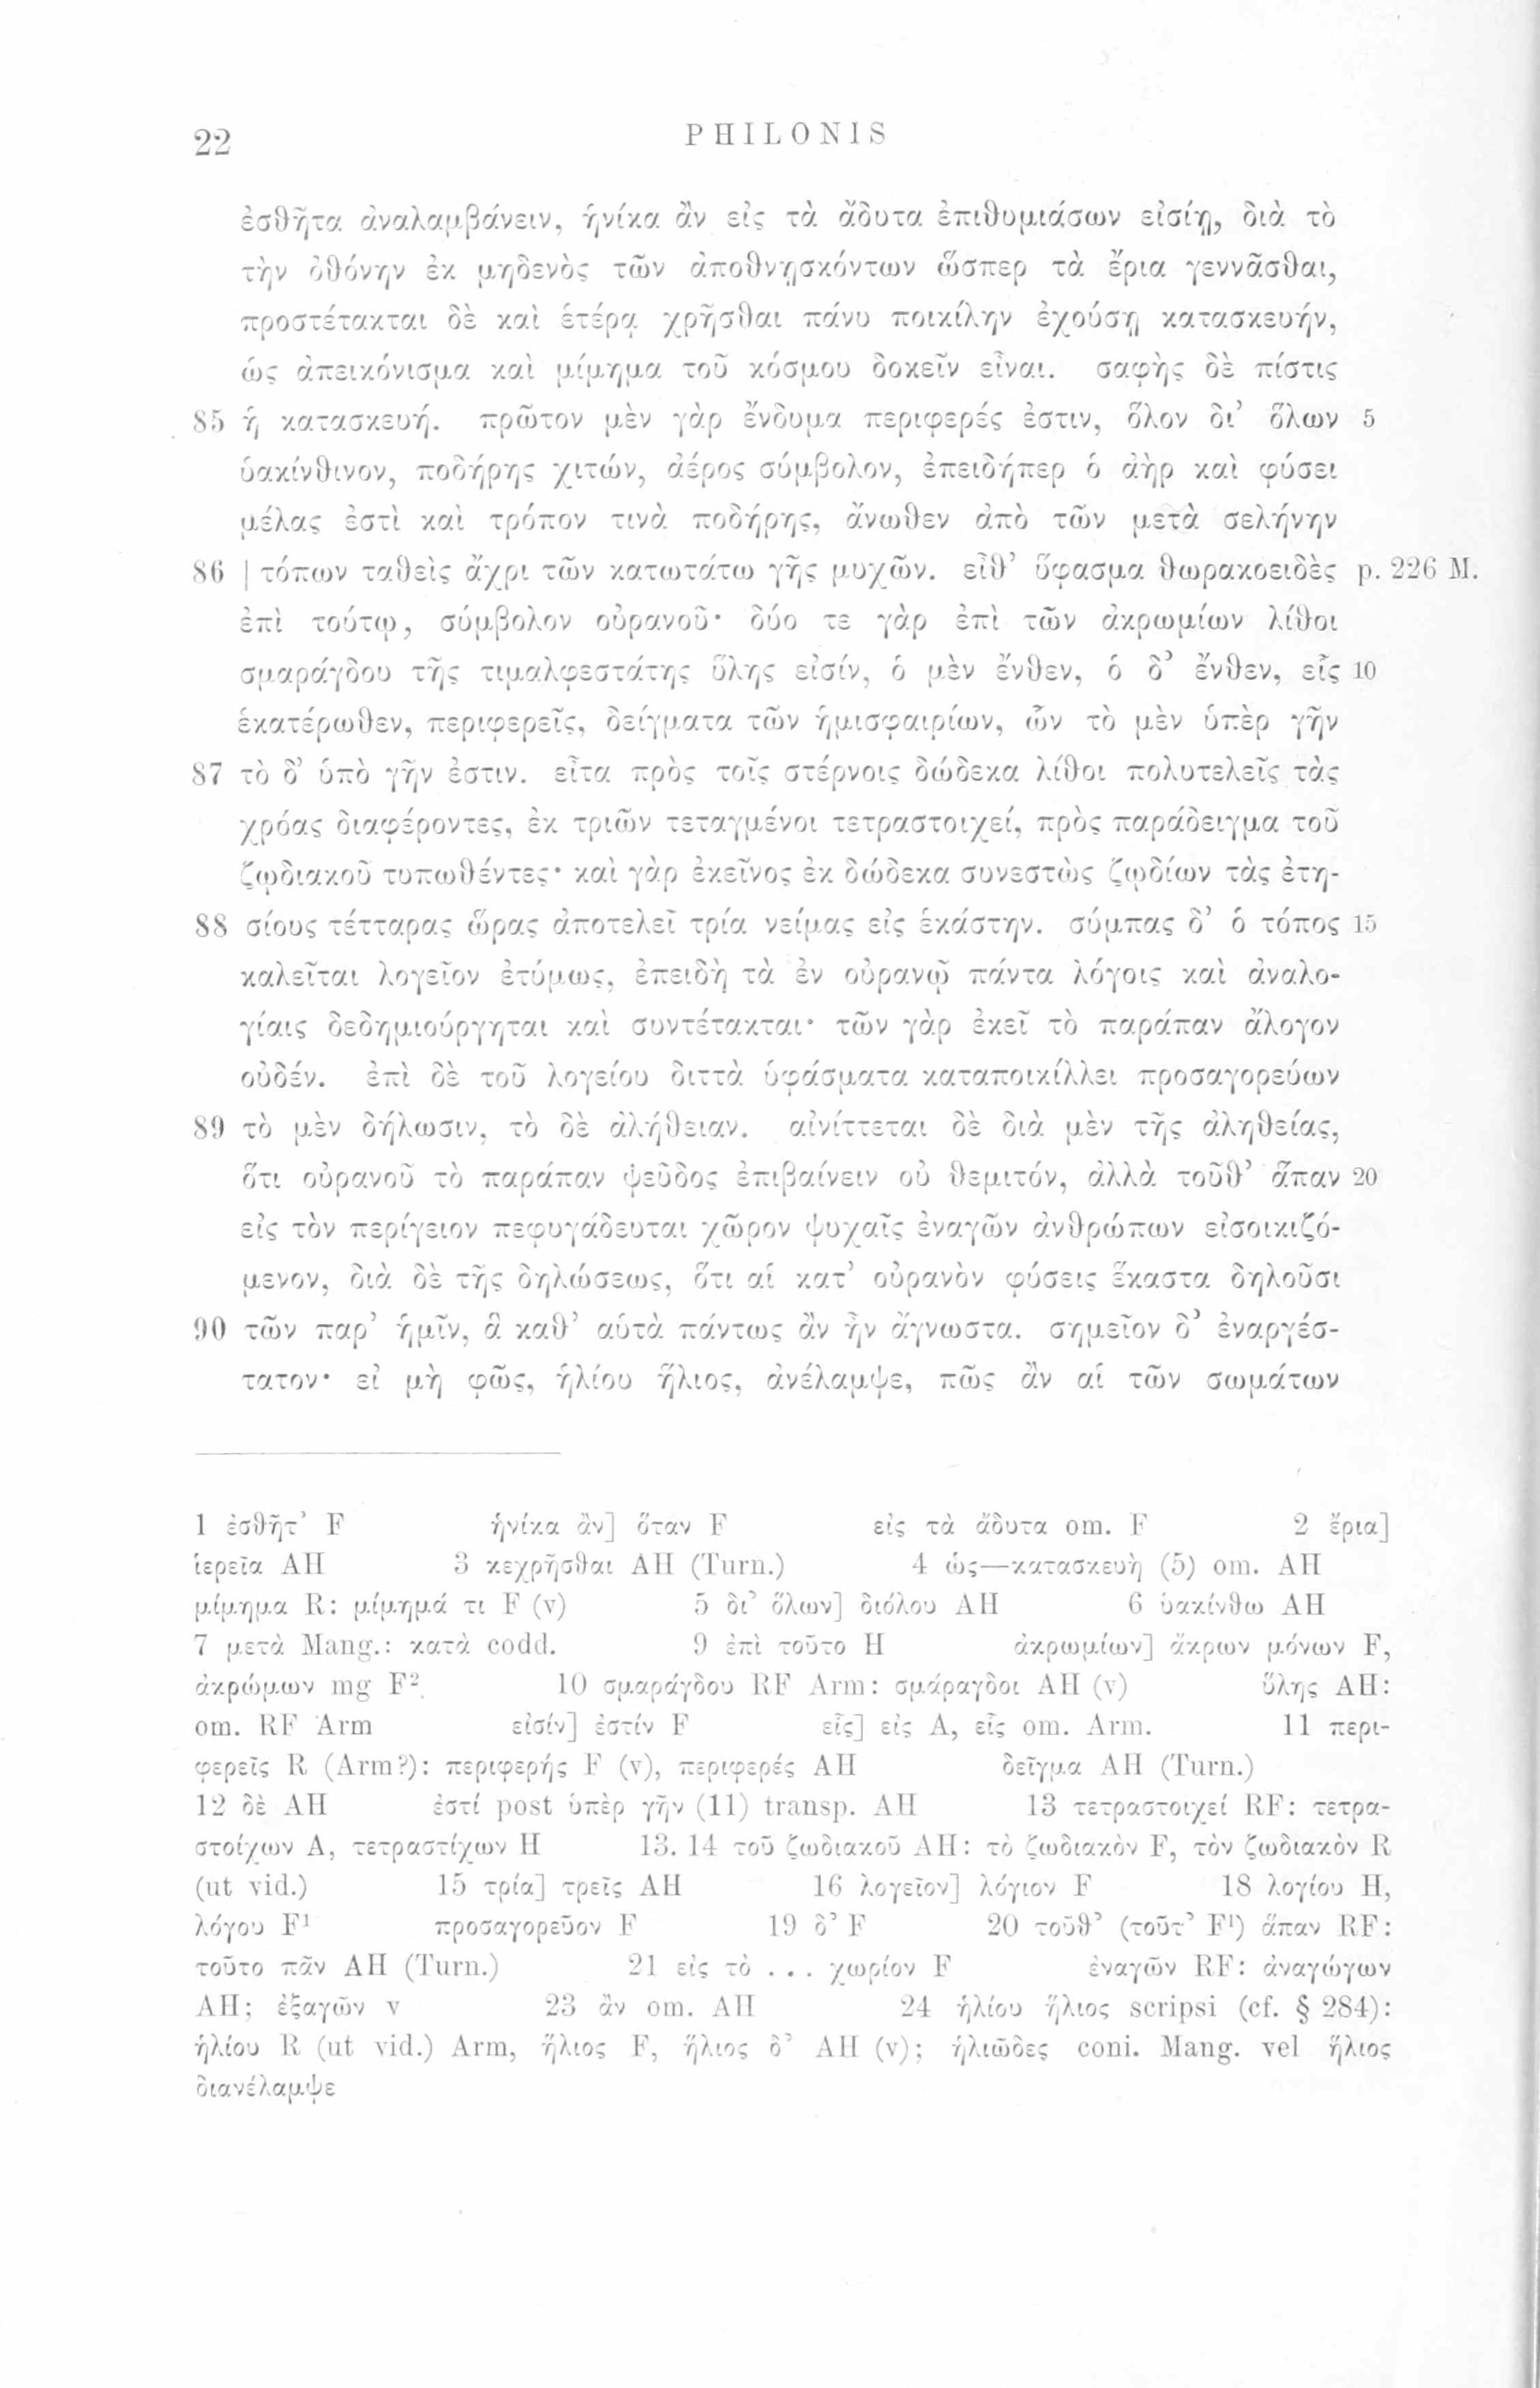 22 PHILONIS
ἐσθῆτα ἀναλαμβάνειν, ἡνίκα ἂν εἰς τὰ ἄδυτα ἐπιθυμιάσων εἰσίῃ, διὰ τὸ
τὴν ὀθόνην ἐκ μηδενὸς τῶν ἀποθνῃσκόντων ὥσπερ τὰ ἔρια γεννᾶσθαι,
προστέτακται δὲ καὶ ἑτέρᾳ χρῆσθαι πάνυ ποικίλην ἐχούσῃ κατασκευήν,
ὡς ἀπεικόνισμα καὶ μίμημα τοῦ κόσμου δοκεῖν εἶναι. σαφὴς δὲ πίστις
85 ἡ κατασκευή. πρῶτον μὲν γὰρ ἔνδυμα περιφερές ἐστιν, ὅλον δι’ ὅλων 5
ὑακίνθινον, ποδήρης χιτών, ἀέρος σύμβολον, ἐπειδήπερ ὁ ἀὴρ καὶ φύσει
μέλας ἐστὶ καὶ τρόπον τινὰ ποδήρης, ἄνωθεν ἀπὸ τῶν μετὰ σελήνην
86 | τόπων ταθεὶς ἄχρι τῶν κατωτάτω γῆς μυχῶν. εἶθ’ ὕφασμα θωρακοειδὲς p. 226 M.
ἐπὶ τούτῳ, σύμβολον οὐρανοῦ· δύο τε γὰρ ἐπὶ τῶν ἀκρωμίων λίθοι
σμαράγδου τῆς τιμαλφεστάτης ὕλης εἰσίν, ὁ μὲν ἔνθεν, ὁ δ’ ἔνθεν, εἷς 10
ἑκατέρωθεν, περιφερεῖς, δείγματα τῶν ἡμισφαιρίων, ὧν τὸ μὲν ὑπὲρ γῆν
87 τὸ δ’ ὑπὸ γῆν ἐστιν. εἶτα πρὸς τοῖς στέρνοις δώδεκα λίθοι πολυτελεῖς τὰς
χρόας διαφέροντες, ἐκ τριῶν τεταγμένοι τετραστοιχεί, πρὸς παράδειγμα τοῦ
ζῳδιακοῦ τυπωθέντες· καὶ γὰρ ἐκεῖνος ἐκ δώδεκα συνεστὼς ζῳδίων τὰς ἐτη-
88 σίους τέτταρας ὥρας ἀποτελεῖ τρία νείμας εἰς ἑκάστην. σύμπας δ’ ὁ τόπος 15
καλεῖται λογεῖον ἐτύμως, ἐπειδὴ τὰ ἐν οὐρανῷ πάντα λόγοις καὶ ἀναλο-
γίαις δεδημιούργηται καὶ συντέτακται· τῶν γὰρ ἐκεῖ τὸ παράπαν ἄλογον
οὐδέν. ἐπὶ δὲ τοῦ λογείου διττὰ ὑφάσματα καταποικίλλει προσαγορεύων
89 τὸ μὲν δήλωσιν, τὸ δὲ ἀλήθειαν. αἰνίττεται δὲ διὰ μὲν τῆς ἀληθείας,
ὅτι οὐρανοῦ τὸ παράπαν ψεῦδος ἐπιβαίνειν οὐ θεμιτόν, ἀλλὰ τοῦθ’ ἅπαν 20
εἰς τὸν περίγειον πεφυγάδευται χῶρον ψυχαῖς ἐναγῶν ἀνθρώπων εἰσοικιζό-
μενον, διὰ δὲ τῆς δηλώσεως, ὅτι αἱ κατ’ οὐρανὸν φύσεις ἕκαστα δηλοῦσι
90 τῶν παρ’ ἡμῖν, ἃ καθ’ αὑτὰ πάντως ἂν ἦν ἄγνωστα. σημεῖον δ’ ἐναργέσ-
τατον· εἰ μὴ φῶς, ἡλίου ἥλιος, ἀνέλαμψε, πῶς ἂν αἱ τῶν σωμάτων
1 ἐσθῆτ’ F ἡνίκα ἂν] ὅταν F εἰς τὰ ἄδυτα om. F 2 ἔρια]
ἱερεῖα AH 3 κεχρῆσθαι AH (Turn.) 4 ὡς—κατασκευὴ (5) om. AH
μίμημα R: μίμημά τι F (v) 5 δι’ ὅλων] διόλου AH 6 ὑακίνθω AH
7 μετὰ Mang.: κατὰ codd. 9 ἐπὶ τοῦτο H ἀκρωμίων] ἄκρων μόνων F,
ἀκρώμων mg F². 10 σμαράγδου RF Arm: σμάραγδοι AH (v) ὕλης AH:
om. RF Arm εἰσίν] ἐστίν F εἷς] εἰς A, εἷς om. Arm. 11 περι-
φερεῖς R (Arm?): περιφερής F (v), περιφερές AH δεῖγμα AH (Turn.)
12 δὲ AH ἐστί post ὑπὲρ γῆν (11) transp. AH 13 τετραστοιχεί RF: τετρα-
στοίχων A, τετραστίχων H 13. 14 τοῦ ζωδιακοῦ AH: τὸ ζωδιακὸν F, τὸν ζωδιακὸν R
(ut vid.) 15 τρία] τρεῖς AH 16 λογεῖον] λόγιον F 18 λογίου H,
λόγου F¹ προσαγορεῦον F 19 δ’ F 20 τοῦθ’ (τοῦτ’ F¹) ἅπαν RF:
τοῦτο πᾶν AH (Turn.) 21 εἰς τὸ ... χωρίον F ἐναγῶν RF: ἀναγώγων
AH; ἐξαγῶν v 23 ἂν om. AH 24 ἡλίου ἥλιος scripsi (cf. § 284):
ἡλίου R (ut vid.) Arm, ἥλιος F, ἥλιος δ’ AH (v); ἡλιῶδες coni. Mang. vel ἥλιος
διανέλαμψε